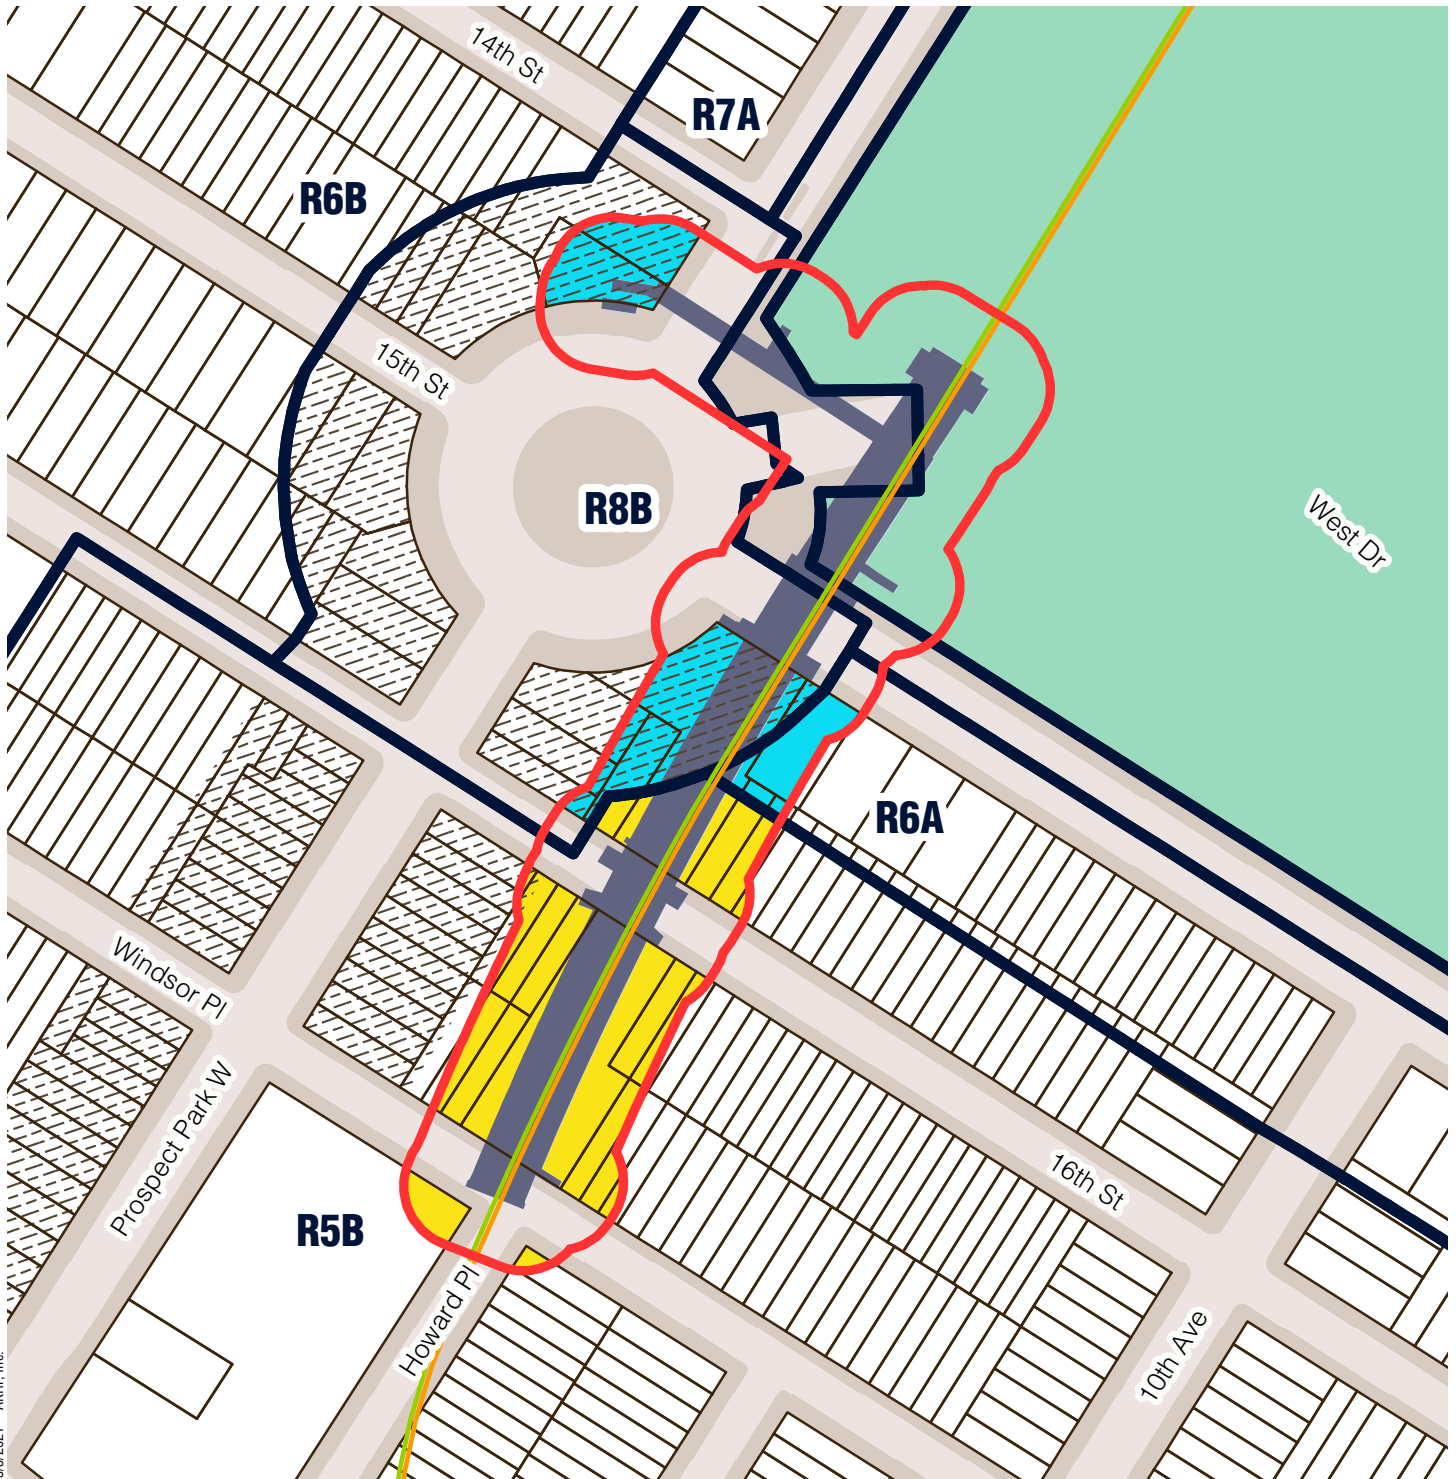 14th St
R7A
R6B
15th St
R8B
West Dr
R6A
Windsor Pl
Prospect Park W
16th St
R5B
Howard Pl
10th Ave